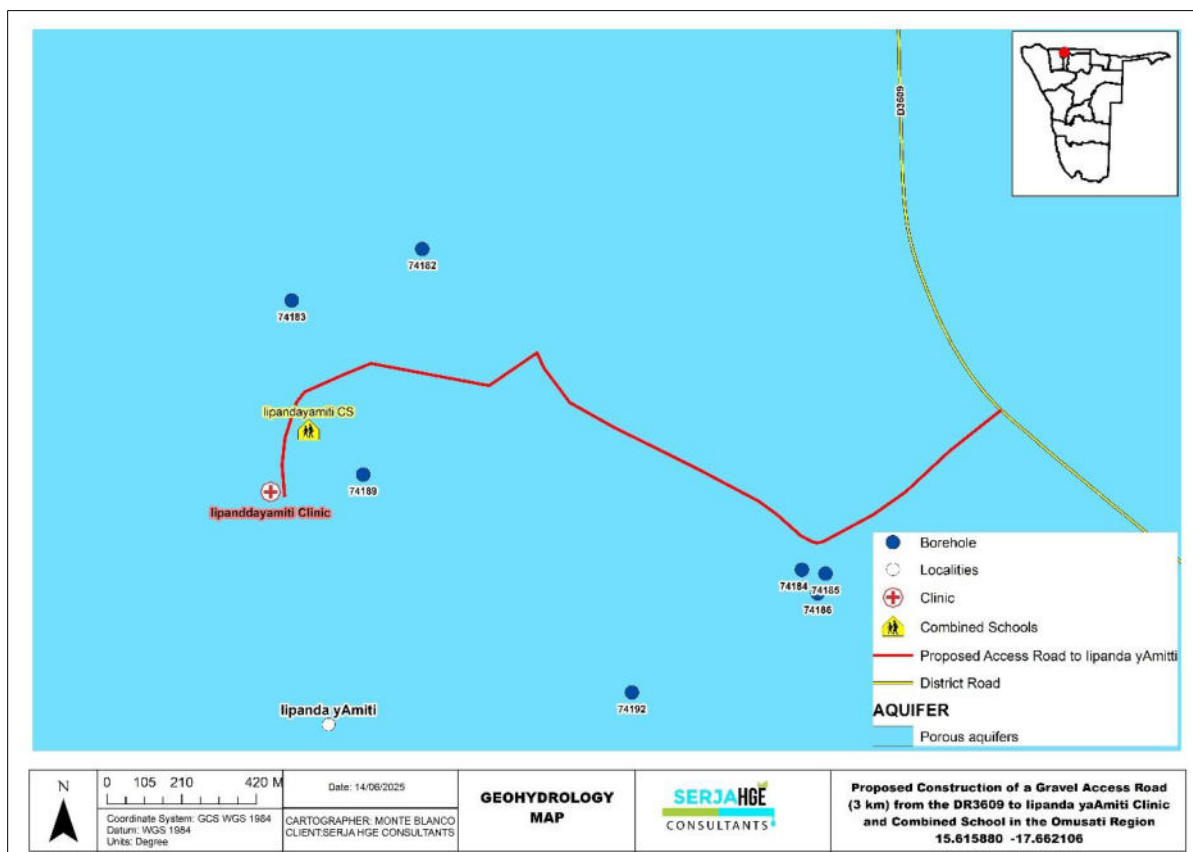 D3609
74182
74183
Iipandayamiti CS
74189
Iipanddayamiti Clinic
74184
74185
74186
74192
Iipanda yAmiti
Borehole
Localities
Clinic
Combined Schools
Proposed Access Road to Iipanda yAmitti
District Road
AQUIFER
Porous aquifers
N
0 105 210 420 M
Coordinate System: GCS WGS 1984
Datum: WGS 1984
Units: Degree
Date: 14/06/2025
CARTOGRAPHER: MONTE BLANCO
CLIENT:SERJA HGE CONSULTANTS
GEOHYDROLOGY
MAP
SERJAHGE
CONSULTANTS
Proposed Construction of a Gravel Access Road
(3 km) from the DR3609 to Iipanda yaAmiti Clinic
and Combined School in the Omusati Region
15.615880 -17.662106